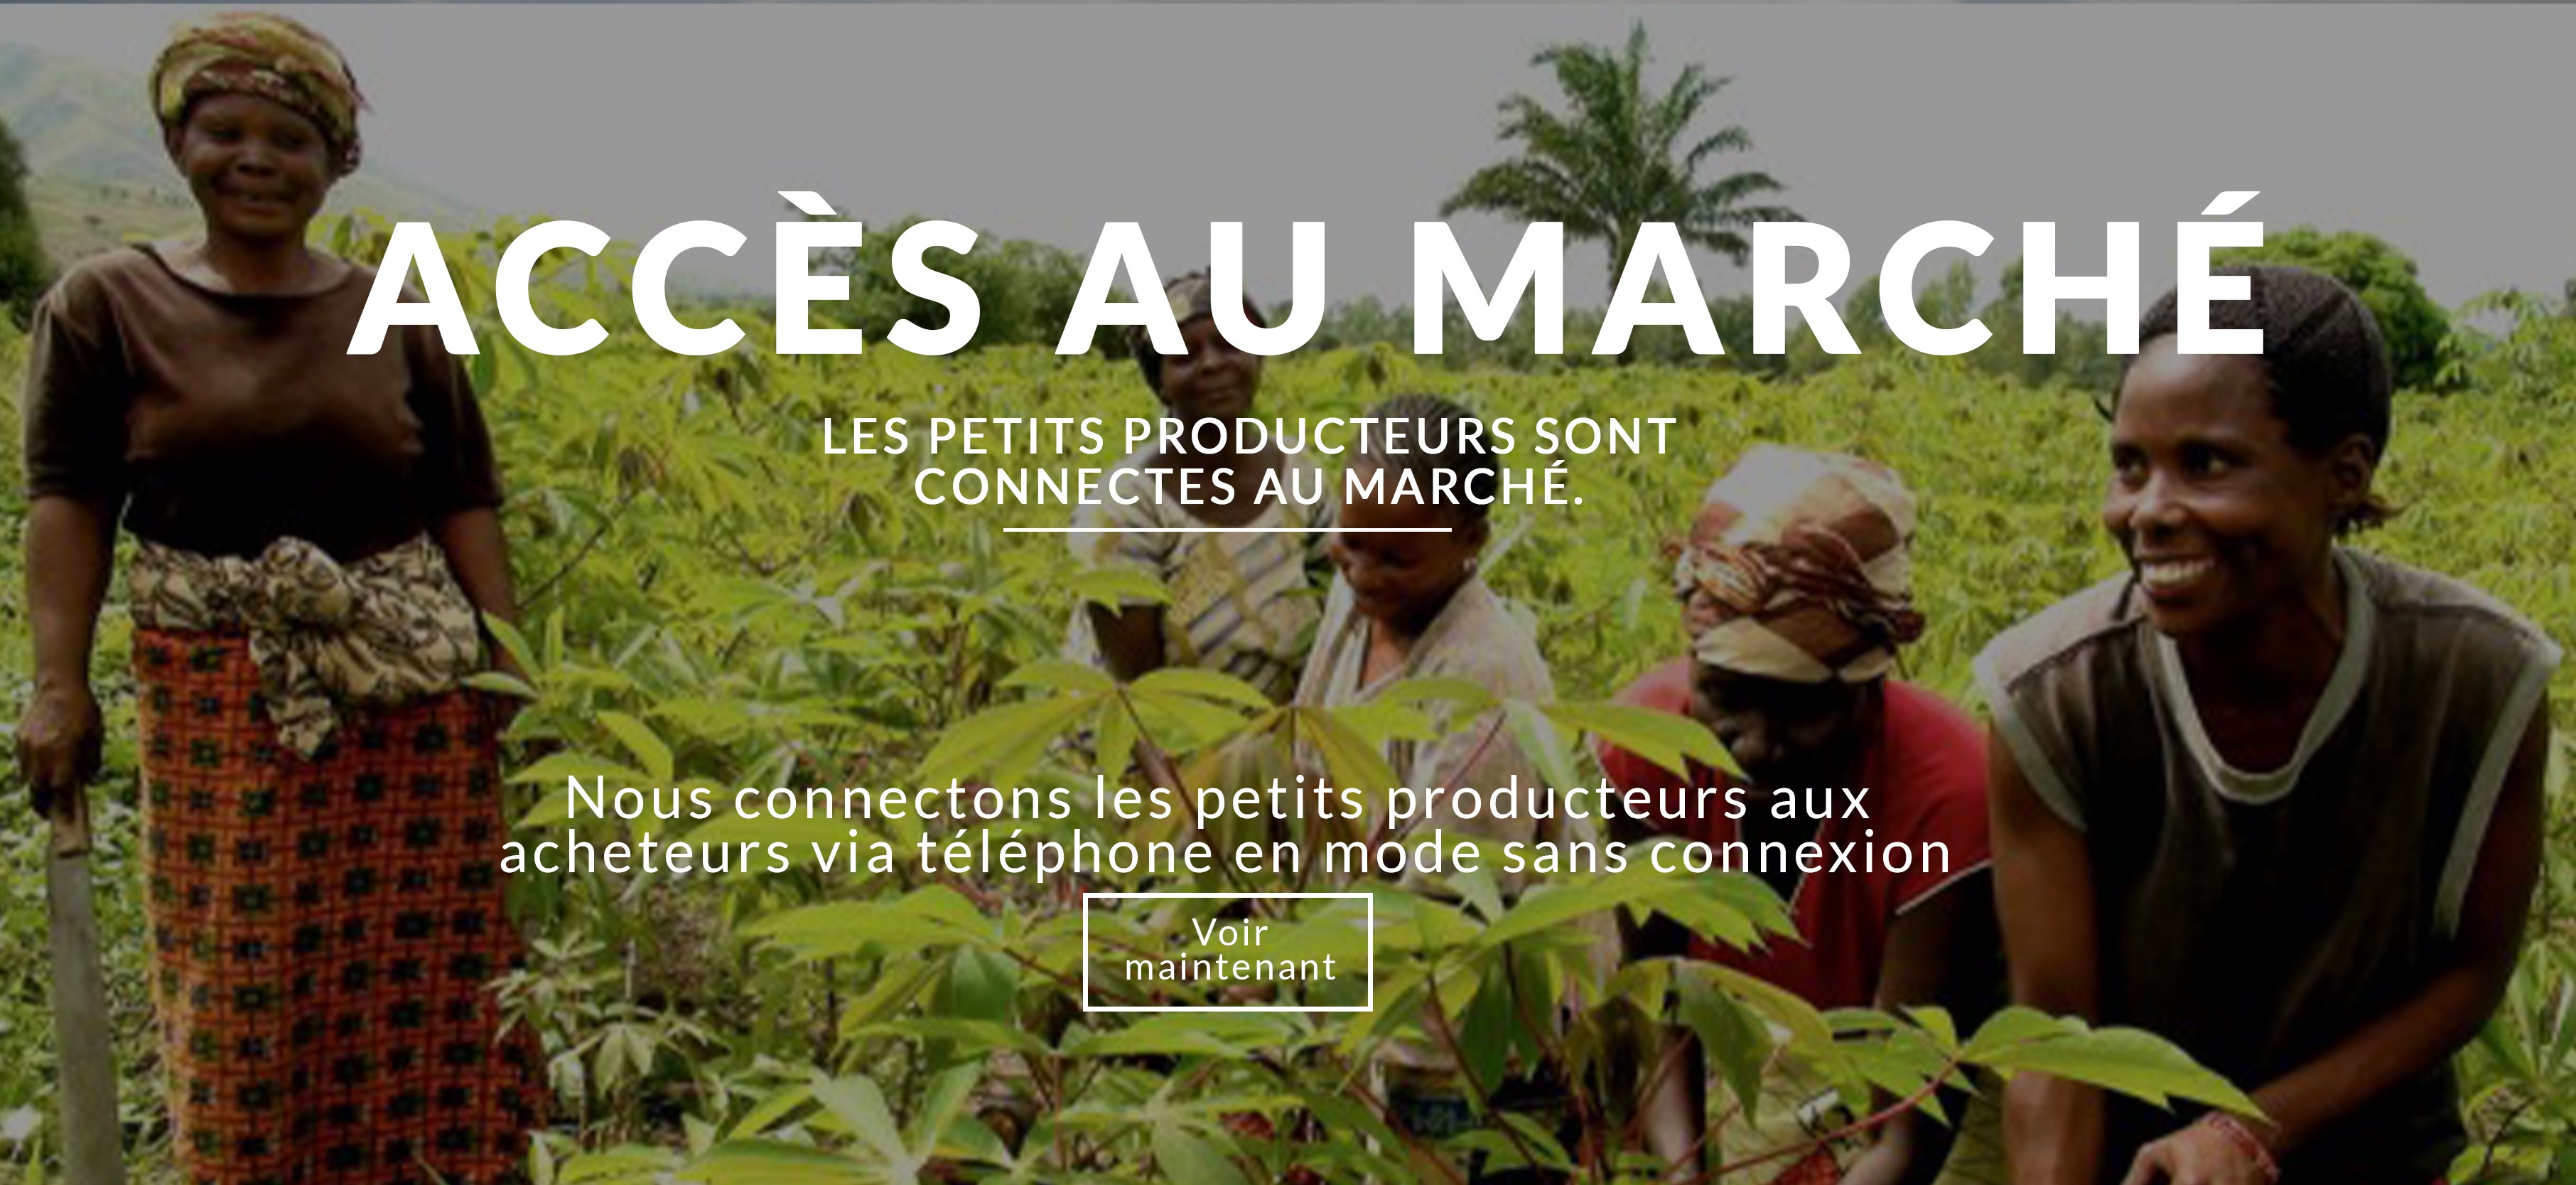 ACCÈS AU MARCHÉ
LES PETITS PRODUCTEURS SONT
CONNECTES AU MARCHÉ.
Nous connectons les petits producteurs aux
acheteurs via téléphone en mode sans connexion
Voir
maintenant